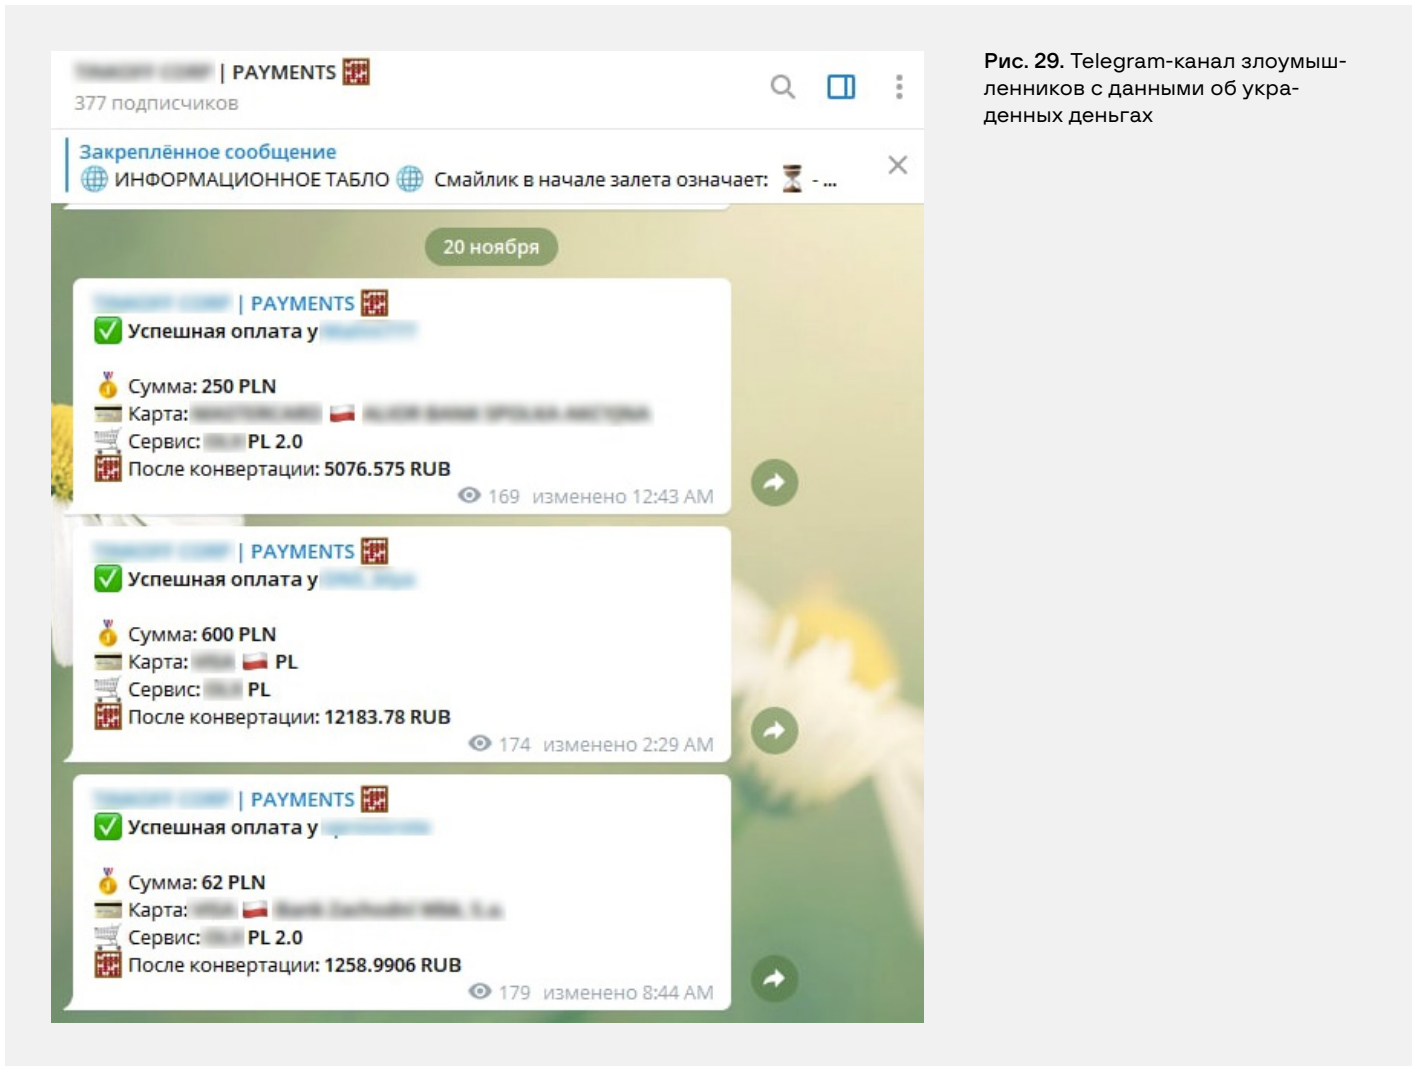 | PAYMENTS
377 подписчиков
Закреплённое сообщение
ИНФОРМАЦИОННОЕ ТАБЛО Смайлик в начале залета означает: - ...
20 ноября
| PAYMENTS
Успешная оплата у
Сумма: 250 PLN
Карта:
Сервис: PL 2.0
После конвертации: 5076.575 RUB
169 изменено 12:43 AM
| PAYMENTS
Успешная оплата у
Сумма: 600 PLN
Карта: PL
Сервис: PL
После конвертации: 12183.78 RUB
174 изменено 2:29 AM
| PAYMENTS
Успешная оплата у
Сумма: 62 PLN
Карта:
Сервис: PL 2.0
После конвертации: 1258.9906 RUB
179 изменено 8:44 AM
Рис. 29. Telegram-канал злоумыш-
ленников с данными об укра-
денных деньгах